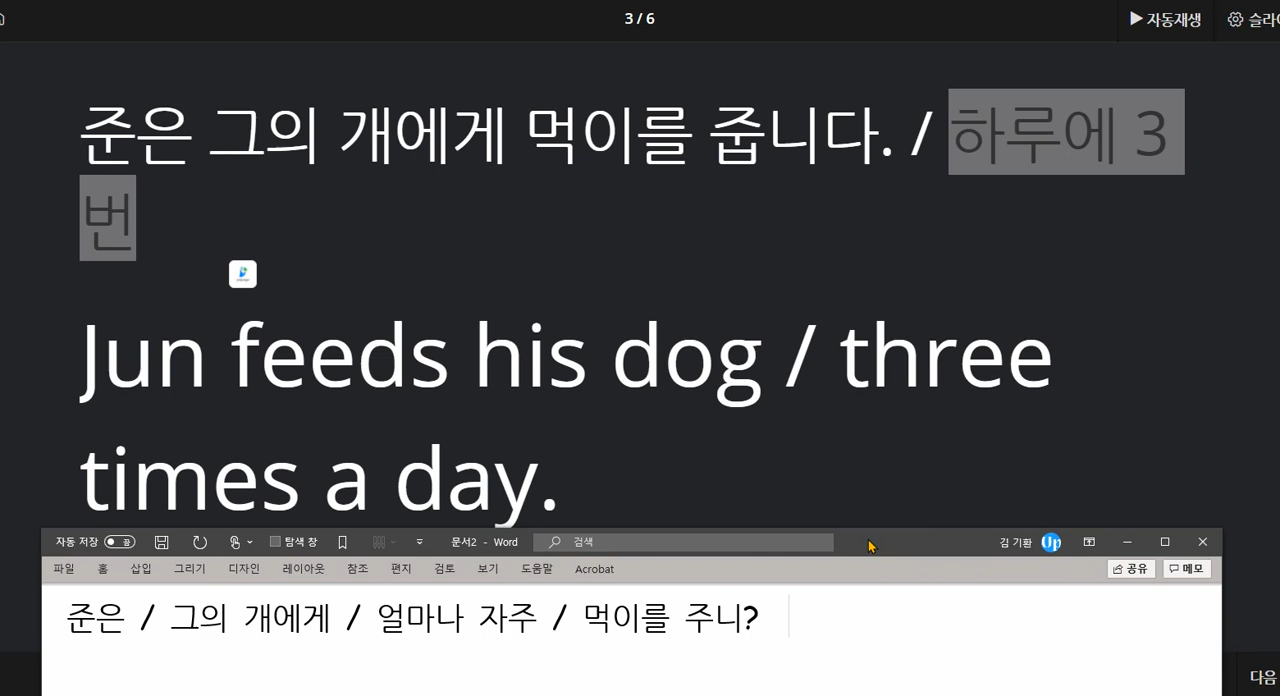 3 / 6
▶ 자동재생
슬라이
준은 그의 개에게 먹이를 줍니다. / 하루에 3
번
Jun feeds his dog / three
times a day.
자동 저장 끔
탐색 창
문서2 - Word
검색
김 기환
Up
파일 홈 삽입 그리기 디자인 레이아웃 참조 편지 검토 보기 도움말 Acrobat
공유 메모
준은 / 그의 개에게 / 얼마나 자주 / 먹이를 주니?
다음